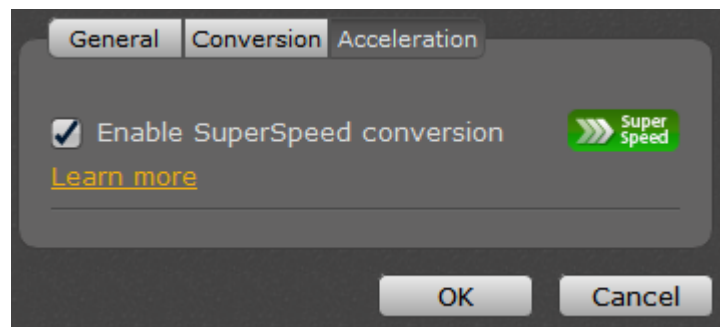 General Conversion Acceleration
Enable SuperSpeed conversion
Super
Speed
Learn more
OK Cancel